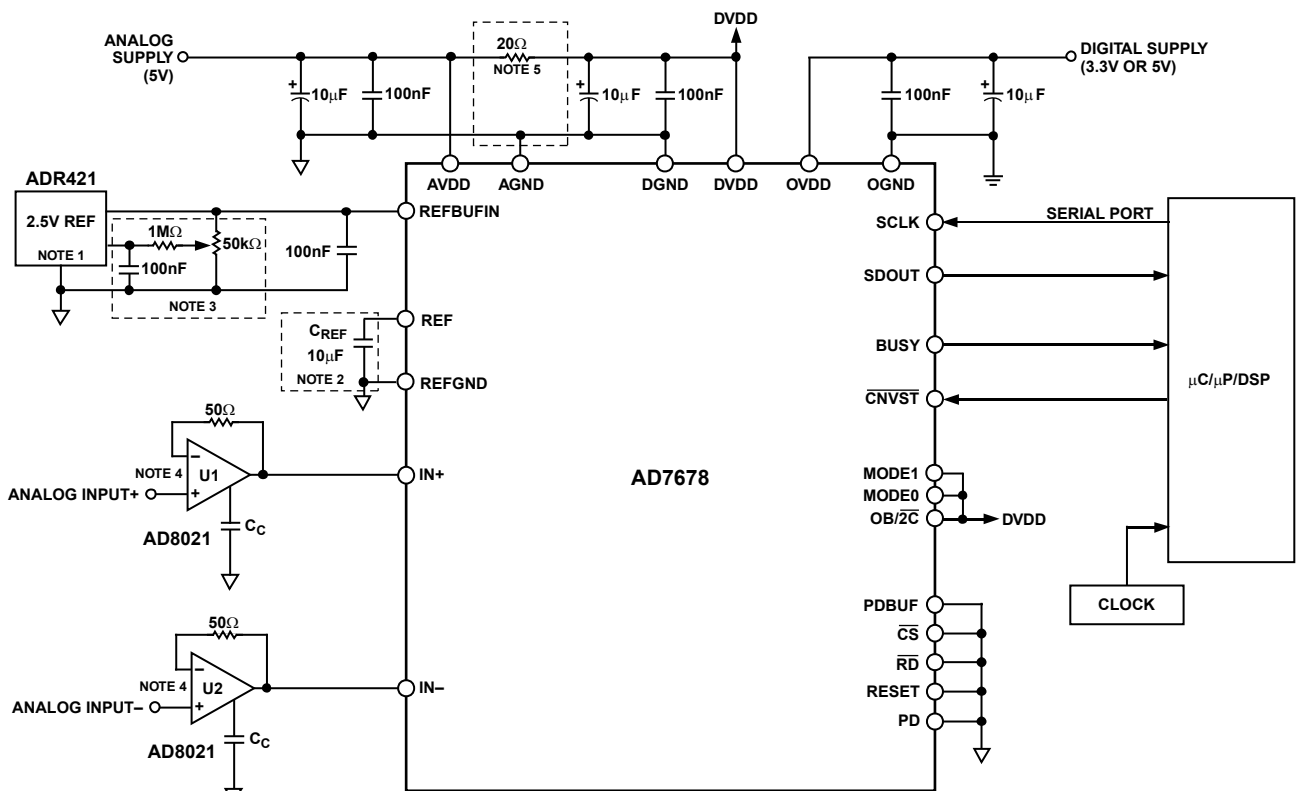 ANALOG
SUPPLY
(5V)
20Ω
NOTE 5
DVDD
DIGITAL SUPPLY
(3.3V OR 5V)
+
10μF
100nF
+
10μF
100nF
100nF
+
10μF
ADR421
2.5V REF
NOTE 1
1MΩ
50kΩ
100nF
NOTE 3
100nF
AVDD
AGND
DGND
DVDD
OVDD
OGND
REFBUFIN
SCLK
SERIAL PORT
SDOUT
CREF
10μF
NOTE 2
REF
REFGND
BUSY
CNVST
μC/μP/DSP
50Ω
–
NOTE 4
U1
+
ANALOG INPUT+
CC
AD8021
IN+
AD7678
MODE1
MODE0
OB/2C
DVDD
CLOCK
PDBUF
CS
RD
RESET
PD
50Ω
–
NOTE 4
U2
+
ANALOG INPUT–
CC
AD8021
IN–